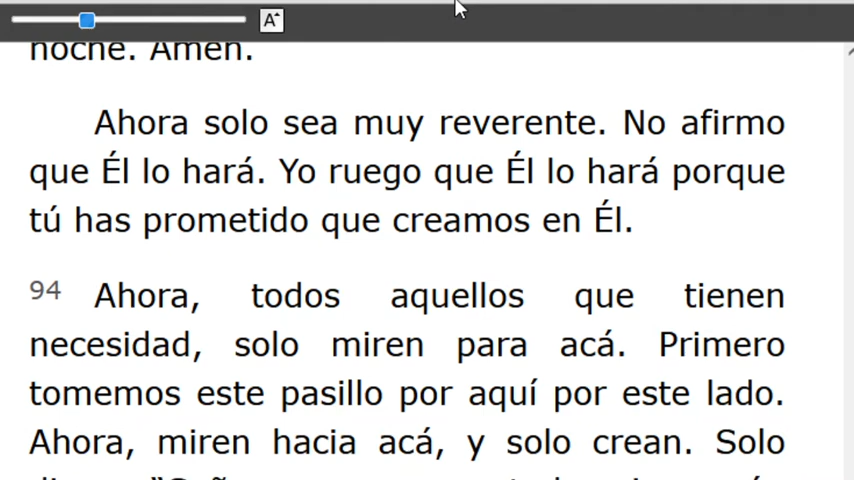 A
noche. Amén.
Ahora solo sea muy reverente. No afirmo
que Él lo hará. Yo ruego que Él lo hará porque
tú has prometido que creamos en Él.
94 Ahora, todos aquellos que tienen
necesidad, solo miren para acá. Primero
tomemos este pasillo por aquí por este lado.
Ahora, miren hacia acá, y solo crean. Solo